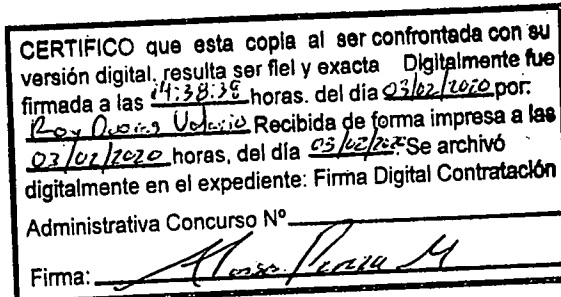 CERTIFICO que esta copia al ser confrontada con su
versión digital, resulta ser fiel y exacta Digitalmente fue
firmada a las 14:38:38 horas. del día 03/02/2020 por:
Roy Recibida de forma impresa a las
03/02/2020 horas, del día Se archivó
digitalmente en el expediente: Firma Digital Contratación
Administrativa Concurso Nº
Firma: